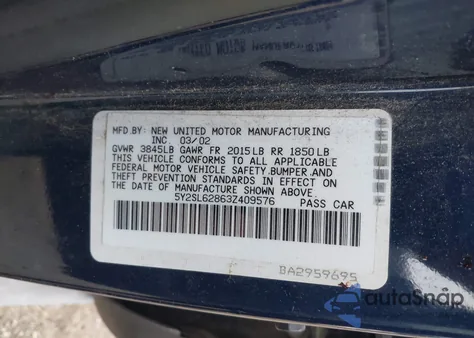 MFD.BY: NEW UNITED MOTOR MANUFACTURING
INC. 03/02
GVWR 3845LB GAWR FR 2015LB RR 1850LB
THIS VEHICLE CONFORMS TO ALL APPLICABLE
FEDERAL MOTOR VEHICLE SAFETY,BUMPER,AND
THEFT PREVENTION STANDARDS IN EFFECT ON
THE DATE OF MANUFACTURE SHOWN ABOVE.
5Y2SL62863Z409576 PASS CAR
BA2959695
autoSnap